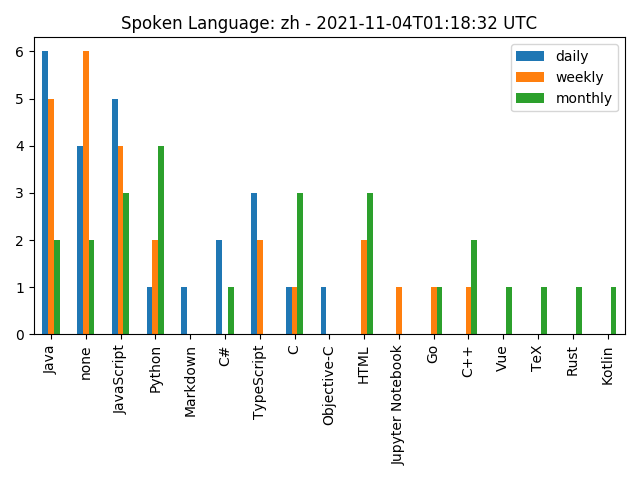 Spoken Language: zh - 2021-11-04T01:18:32 UTC
daily
weekly
monthly
6
5
4
3
2
1
0
Java
none
JavaScript
Python
Markdown
C#
TypeScript
C
Objective-C
HTML
Jupyter Notebook
Go
C++
Vue
TeX
Rust
Kotlin